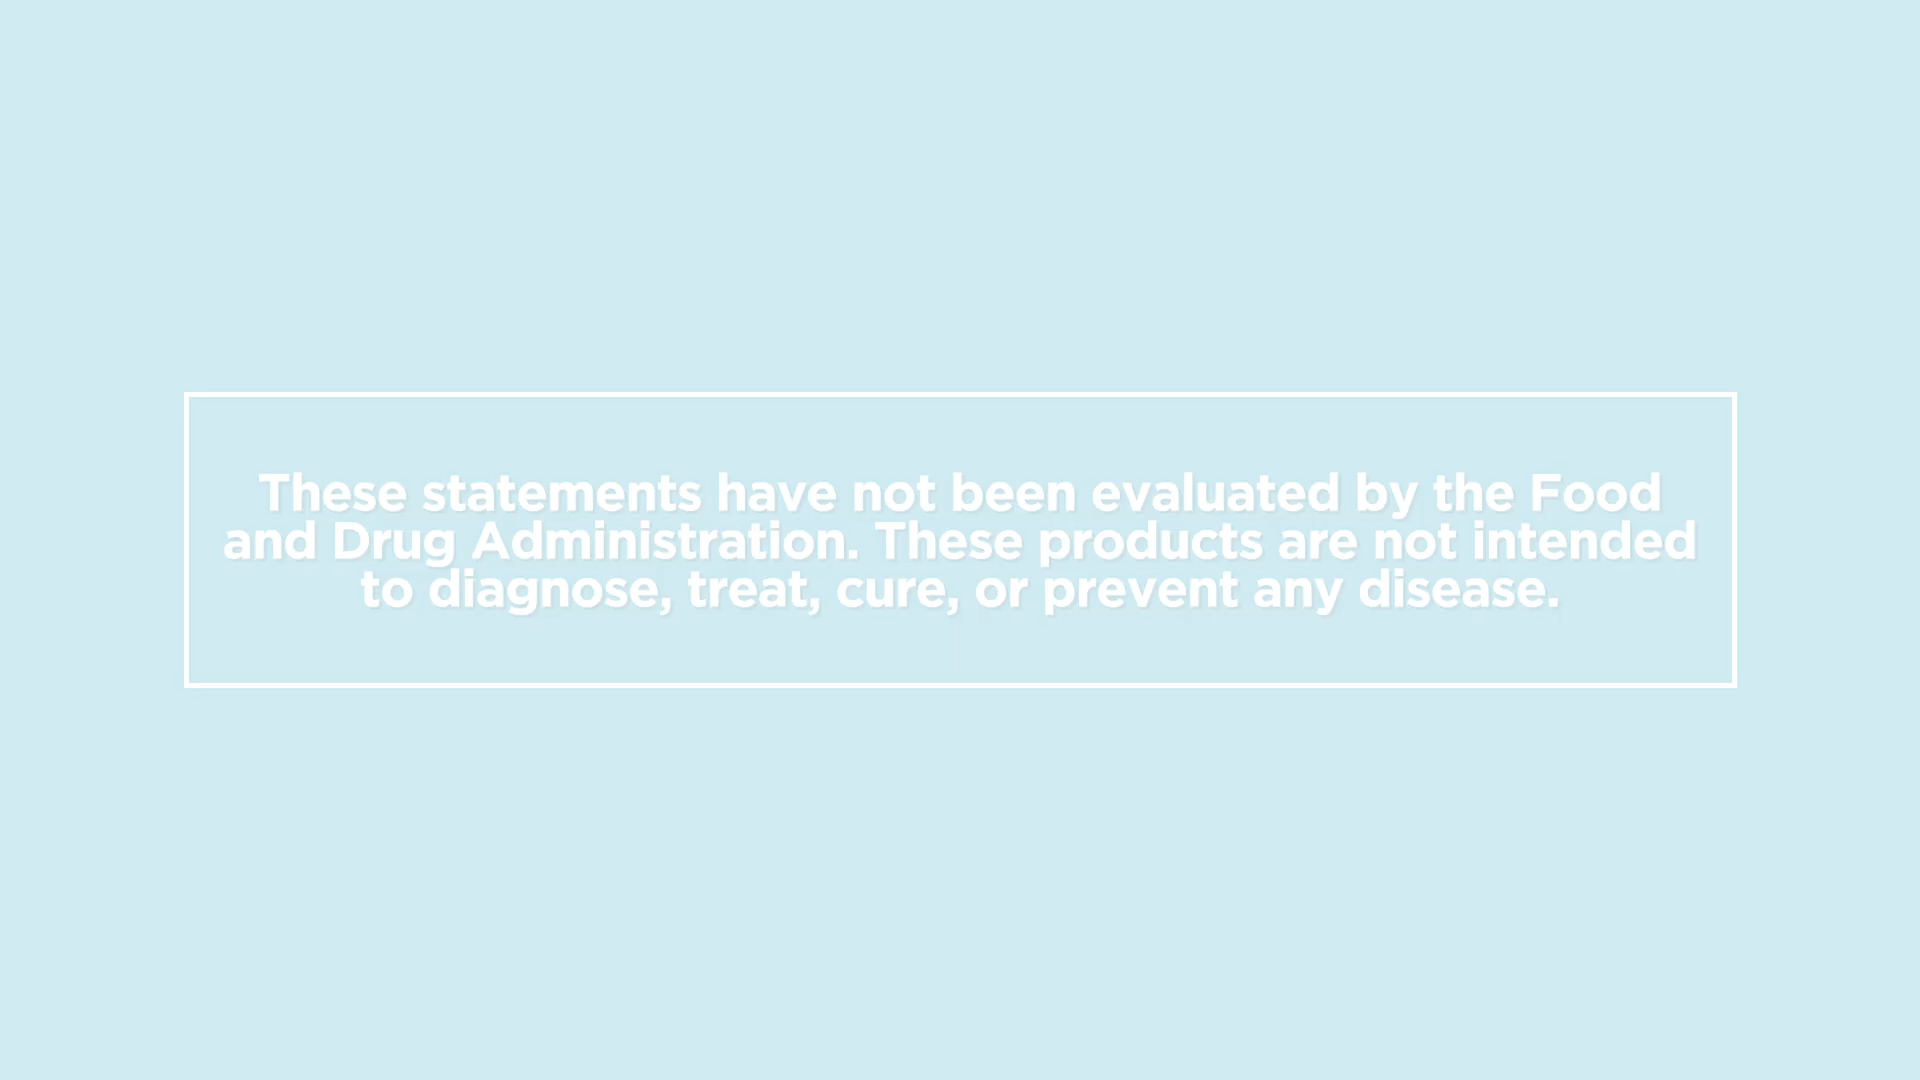 These statements have not been evaluated by the Food
and Drug Administration. These products are not intended
to diagnose, treat, cure, or prevent any disease.